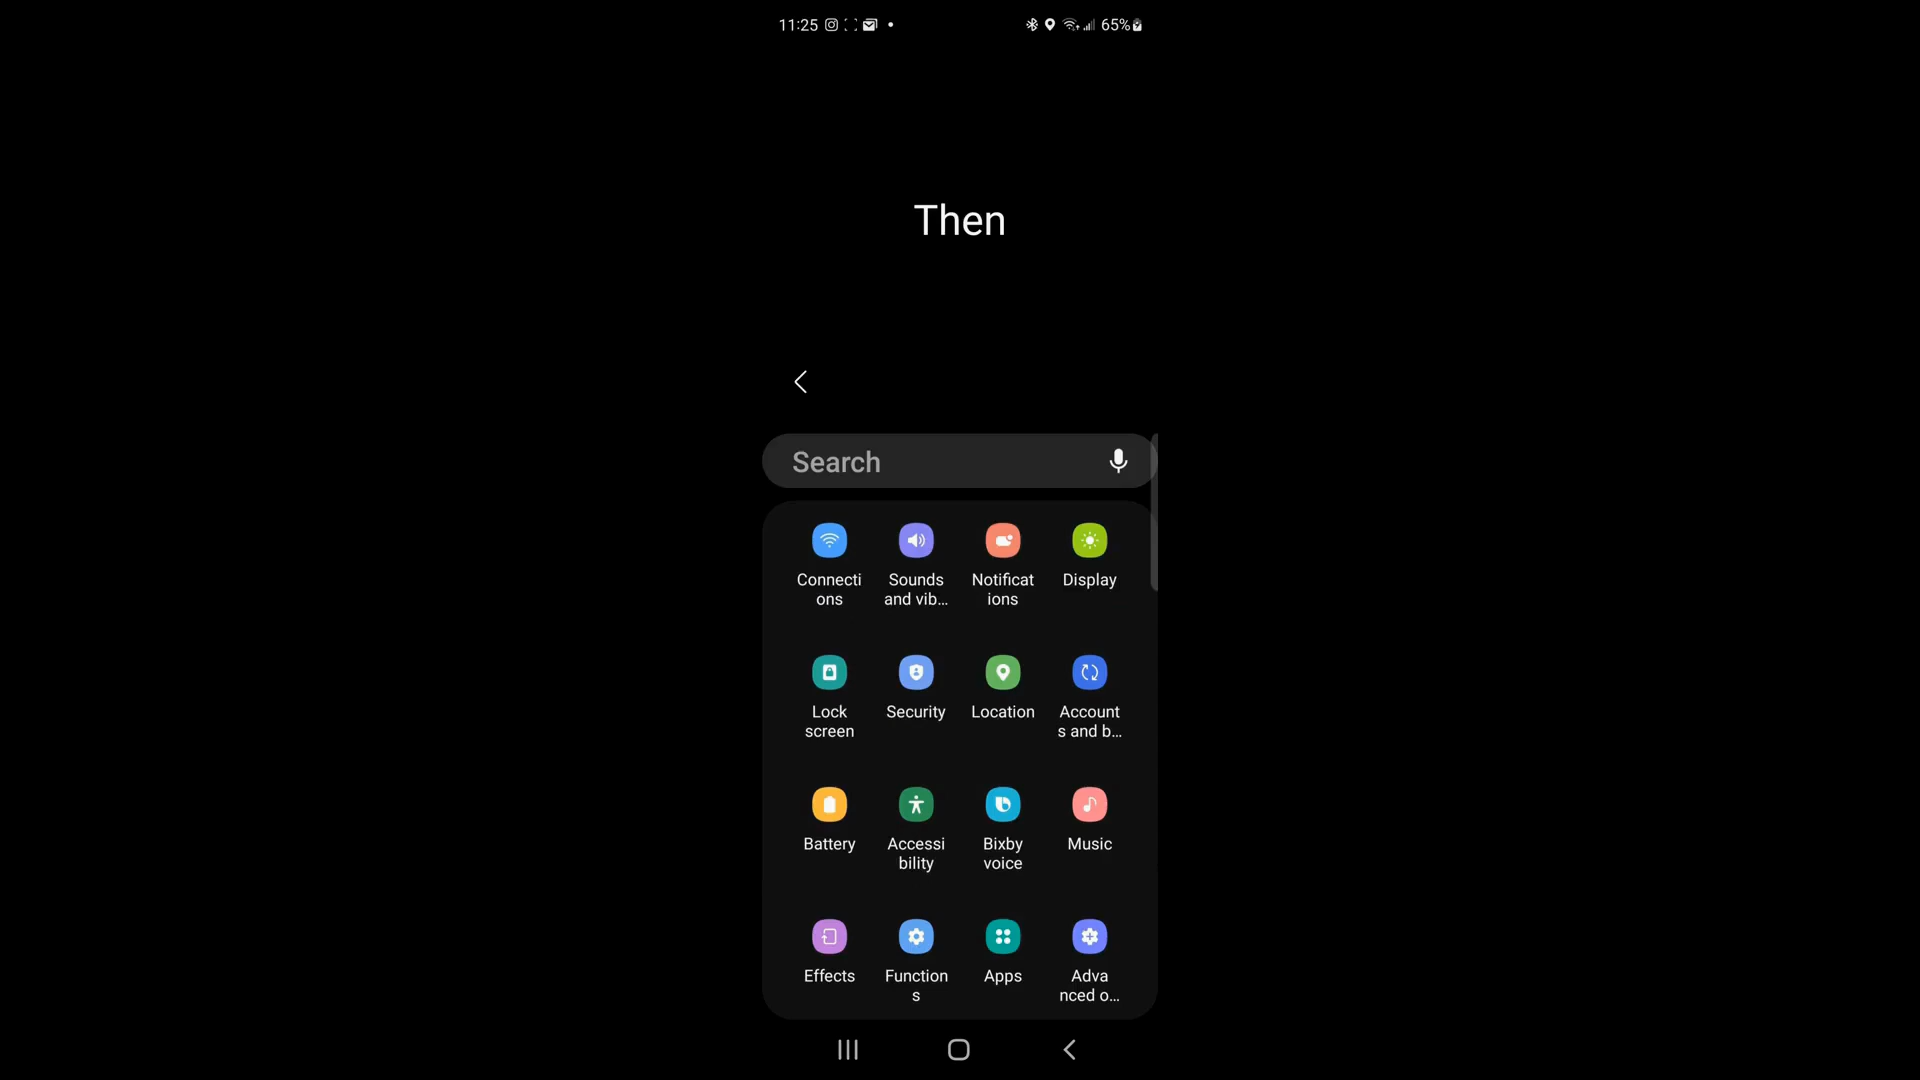 11:25
65%
Then
Search
Connecti
ons
Sounds
and vib...
Notificat
ions
Display
Lock
screen
Security
Location
Account
s and b...
Battery
Accessi
bility
Bixby
voice
Music
Effects
Function
s
Apps
Adva
nced o...